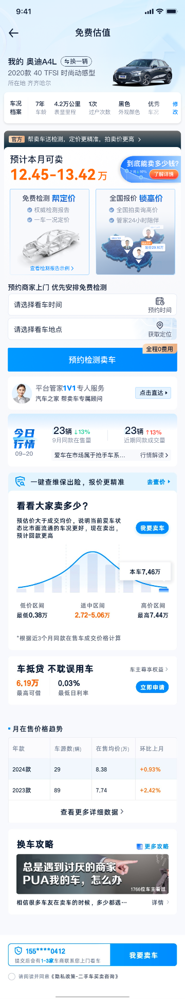 9:41
免费估值
我的 奥迪A4L 换一辆
2020款 40 TFSI 时尚动感型
所在地 齐齐哈尔
车况档案
7年 4.2万公里 1次 黑色 优秀
车龄 表显里程 过户次数 外观颜色 车况
修改
官方 帮卖车送检测，定价更精准，拍卖价更高
预计本月可卖
12.45-13.42 万
到底能卖多少钱?
下月↓16%
了解详情
免费检测 帮定价
权威检测报告
一车一况定价
查看检测报告示例
全国报价 锁高价
全国拍卖询高价
管家24小时陪伴
出价29.10万
预约商家上门 优先安排免费检测
请选择看车时间
预约时间
请选择看车地点
获取定位
全程0费用
预约检测卖车
平台管家1V1专人服务
汽车之家 帮卖车专属顾问
点击直达
今日行情
09-20
23辆 ↓13%
9月同款在售量
23辆 ↑13%
近期同款成交量
爱车在市场属于抢手车系...
行情解读
一键查维保出险，报价更精准
去查价
看看大家卖多少?
预估价大于成交均价，说明当前爱车状
态比市面流通的车况更好，现在卖出，
预计回款更高
我要卖车
本车7.46万
低价区间 适中区间 高价区间
最低0.38万 2.72-5.06万 最高7.44万
*根据近3个月同款在售车成交价格计算
车抵贷 不耽误用车
车主尊享权益
6.19万 0.03%
最高可借 最低日利率
立即申请
月在售价格趋势
年款 车源数(辆) 在售均价(万) 环比上月
2024款 29 8.38 +0.93%
2023款 89 7.74 +2.42%
查看更多详细数据
换车攻略
更多攻略
总是遇到讨厌的商家
PUA我的车，怎么办
1766位车主看过
相信很多车友在卖车的时候，多少都遇…
详情
155****0412
提交后会有1-3家车商联系您上门看车
我要卖车
请阅读并同意《隐私政策-二手车买卖咨询》